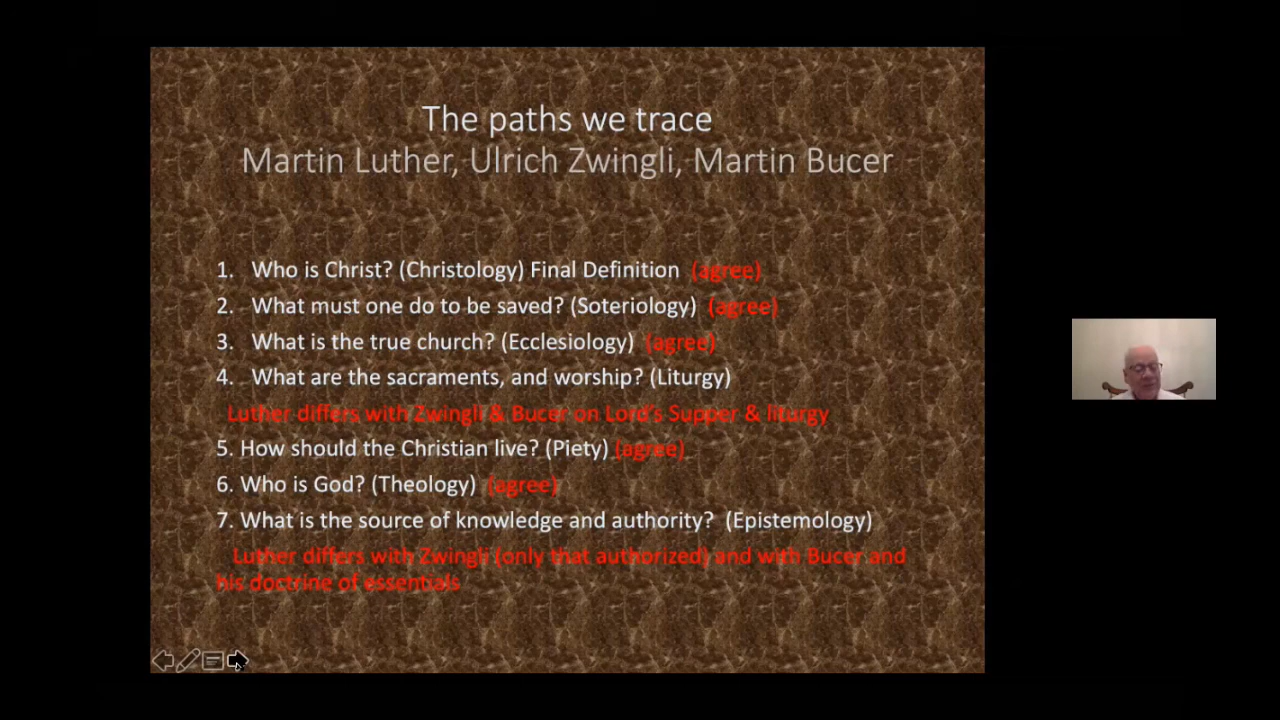 The paths we trace
Martin Luther, Ulrich Zwingli, Martin Bucer
1. Who is Christ? (Christology) Final Definition (agree)
2. What must one do to be saved? (Soteriology) (agree)
3. What is the true church? (Ecclesiology) (agree)
4. What are the sacraments, and worship? (Liturgy)
Luther differs with Zwingli & Bucer on Lord's Supper & liturgy
5. How should the Christian live? (Piety) (agree)
6. Who is God? (Theology) (agree)
7. What is the source of knowledge and authority? (Epistemology)
Luther differs with Zwingli (only that authorized) and with Bucer and
his doctrine of essentials